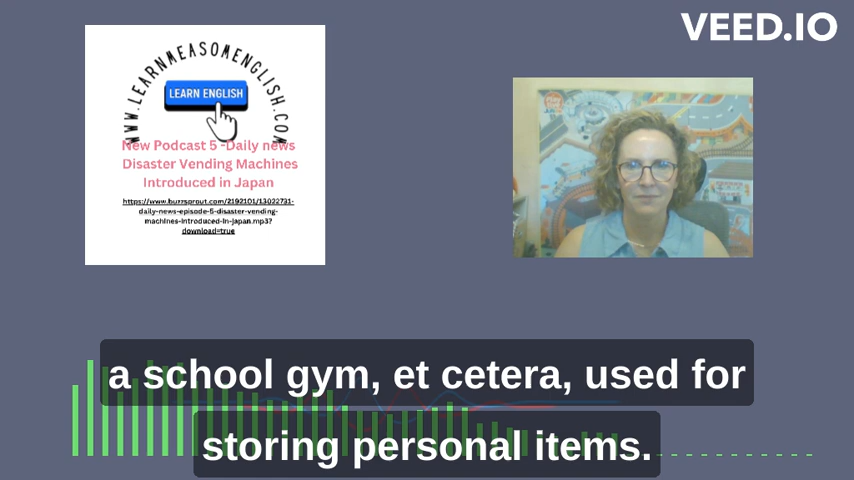 VEED.IO
WWW.LEARNMEASOMENGLISH.COM
LEARN ENGLISH
New Podcast 5 -Daily news
Disaster Vending Machines
Introduced in Japan
https://www.buzzsprout.com/2192101/13022731-
daily-news-episode-5-disaster-vending-
machines-introduced-in-japan.mp3?
download=true
a school gym, et cetera, used for
storing personal items.